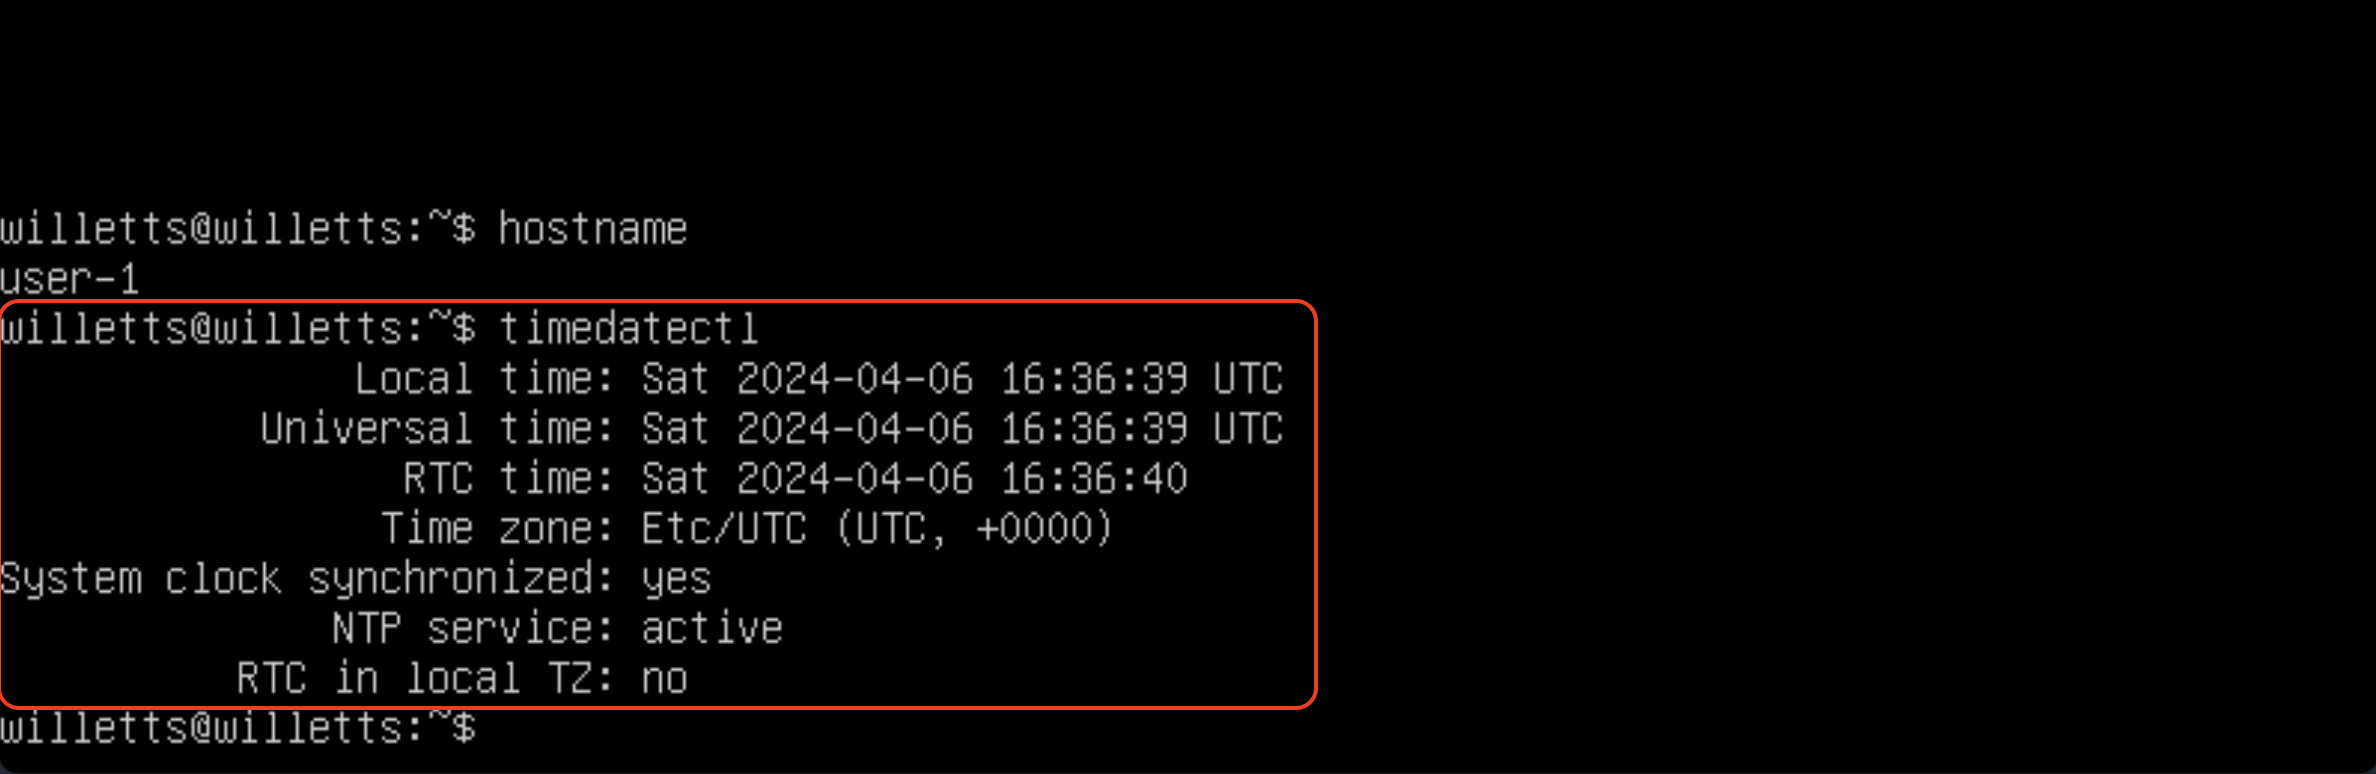 willetts@willetts:~$ hostname
user-1
willetts@willetts:~$ timedatectl
Local time: Sat 2024-04-06 16:36:39 UTC
Universal time: Sat 2024-04-06 16:36:39 UTC
RTC time: Sat 2024-04-06 16:36:40
Time zone: Etc/UTC (UTC, +0000)
System clock synchronized: yes
NTP service: active
RTC in local TZ: no
willetts@willetts:~$